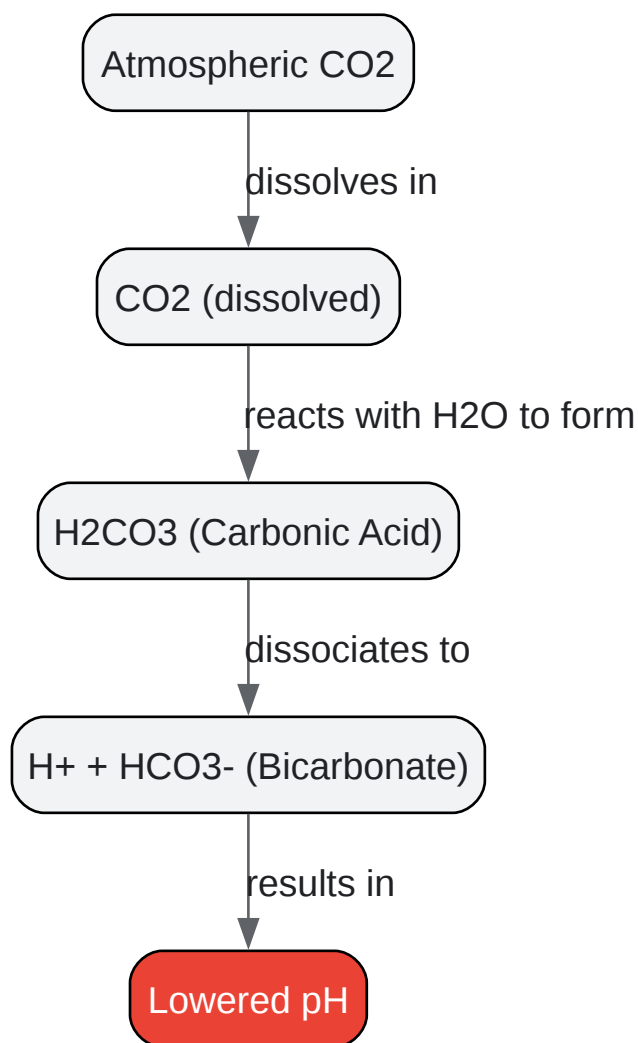 Atmospheric CO2
dissolves in
CO2 (dissolved)
reacts with H2O to form
H2CO3 (Carbonic Acid)
dissociates to
H+ + HCO3- (Bicarbonate)
results in
Lowered pH